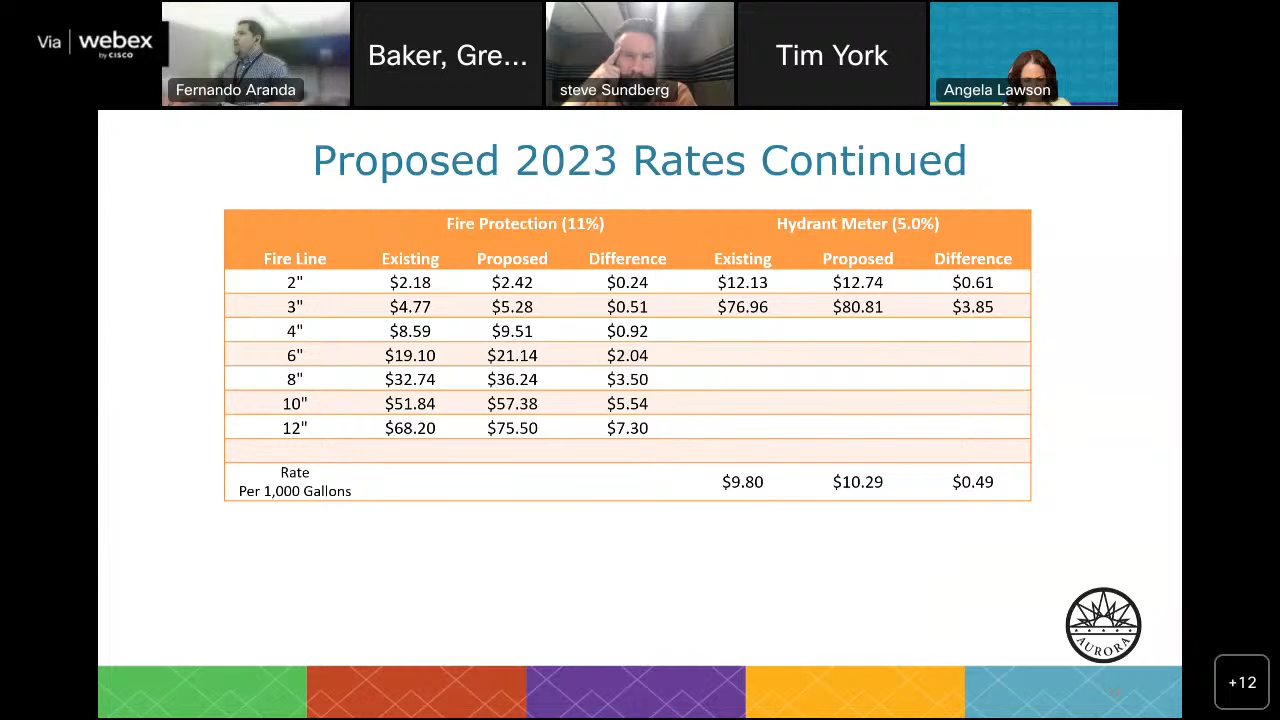 Via webex
by CISCO
Fernando Aranda
Baker, Gre...
steve Sundberg
Tim York
Angela Lawson
Proposed 2023 Rates Continued
Fire Protection (11%) Hydrant Meter (5.0%)
Fire Line Existing Proposed Difference Existing Proposed Difference
2" $2.18 $2.42 $0.24 $12.13 $12.74 $0.61
3" $4.77 $5.28 $0.51 $76.96 $80.81 $3.85
4" $8.59 $9.51 $0.92
6" $19.10 $21.14 $2.04
8" $32.74 $36.24 $3.50
10" $51.84 $57.38 $5.54
12" $68.20 $75.50 $7.30
Rate
Per 1,000 Gallons $9.80 $10.29 $0.49
AURORA
+12